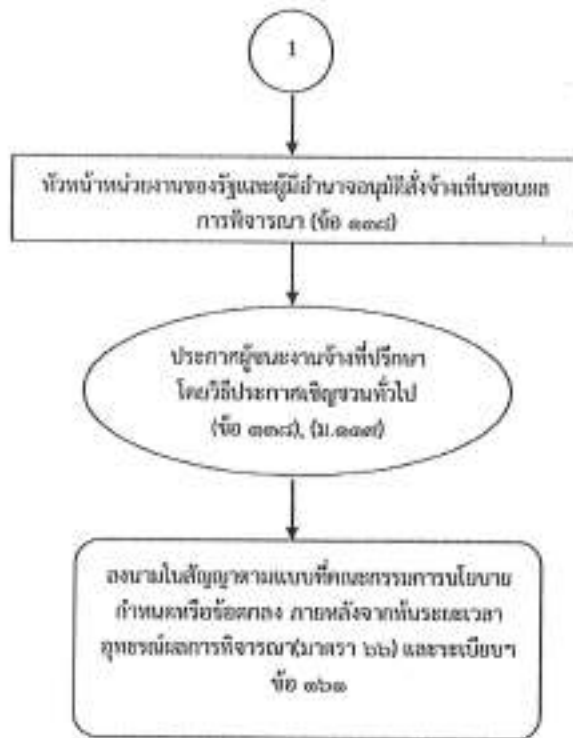 1
หัวหน้าหน่วยงานของรัฐและผู้มีอำนาจอนุมัติสั่งจ้างเห็นชอบผล
การพิจารณา (ข้อ ๑๓๘)
ประกาศผู้ชนะงานจ้างที่ปรึกษา
โดยวิธีประกาศเชิญชวนทั่วไป
(ข้อ ๑๓๘), (ม.๑๑๗)
ลงนามในสัญญาตามแบบที่คณะกรรมการนโยบาย
กำหนดหรือข้อตกลง ภายหลังจากพ้นระยะเวลา
อุทธรณ์ผลการพิจารณา(มาตรา ๖๖) และระเบียบฯ
ข้อ ๑๖๑